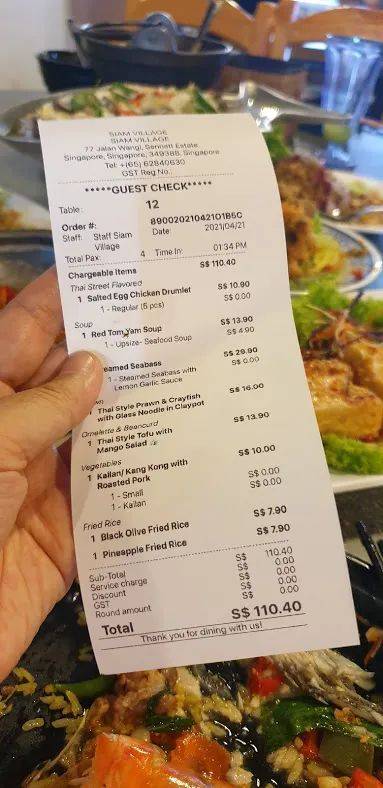 SIAM VILLAGE
SIAM VILLAGE
77 Jalan Wangi, Sennett Estate
Singapore, Singapore, 349388, Singapore
Tel: +(65) 62840630
GST Reg No.:
*****GUEST CHECK*****
Table: 12
Order #: 89002021042101B5C
Staff: Staff Siam Village Date: 2021/04/21
Total Pax: 4 Time In: 01:34 PM
Chargeable Items S$ 110.40
Thai Street Flavored
1 Salted Egg Chicken Drumlet S$ 10.90
1 - Regular (5 pcs) S$ 0.00
Soup
1 Red Tom Yam Soup S$ 13.90
1 - Upsize- Seafood Soup S$ 4.90
eamed Seabass S$ 29.90
1 - Steamed Seabass with S$ 0.00
Lemon Garlic Sauce
Thai Style Prawn & Crayfish S$ 16.00
with Glass Noodle in Claypot
Omelette & Beancurd
1 Thai Style Tofu with S$ 13.90
Mango Salad
Vegetables
1 Kailan/ Kang Kong with S$ 10.00
Roasted Pork
1 - Small S$ 0.00
1 - Kailan S$ 0.00
Fried Rice
1 Black Olive Fried Rice S$ 7.90
1 Pineapple Fried Rice S$ 7.90
Sub-Total S$ 110.40
Service charge S$ 0.00
Discount S$ 0.00
GST S$ 0.00
Round amount S$ 0.00
Total S$ 110.40
Thank you for dining with us!